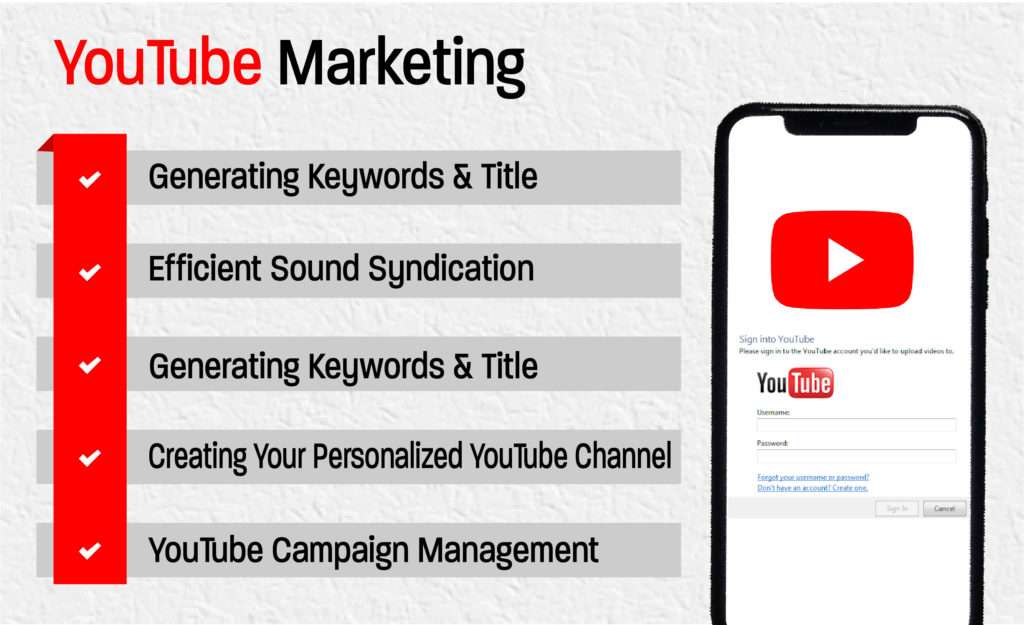 YouTube Marketing
Generating Keywords & Title
Efficient Sound Syndication
Generating Keywords & Title
Creating Your Personalized YouTube Channel
YouTube Campaign Management
Sign into YouTube
Please sign in to the YouTube account you'd like to upload videos to.
YouTube
Username:
Password:
Forgot your username or password?
Don't have an account? Create one.
Sign In
Cancel